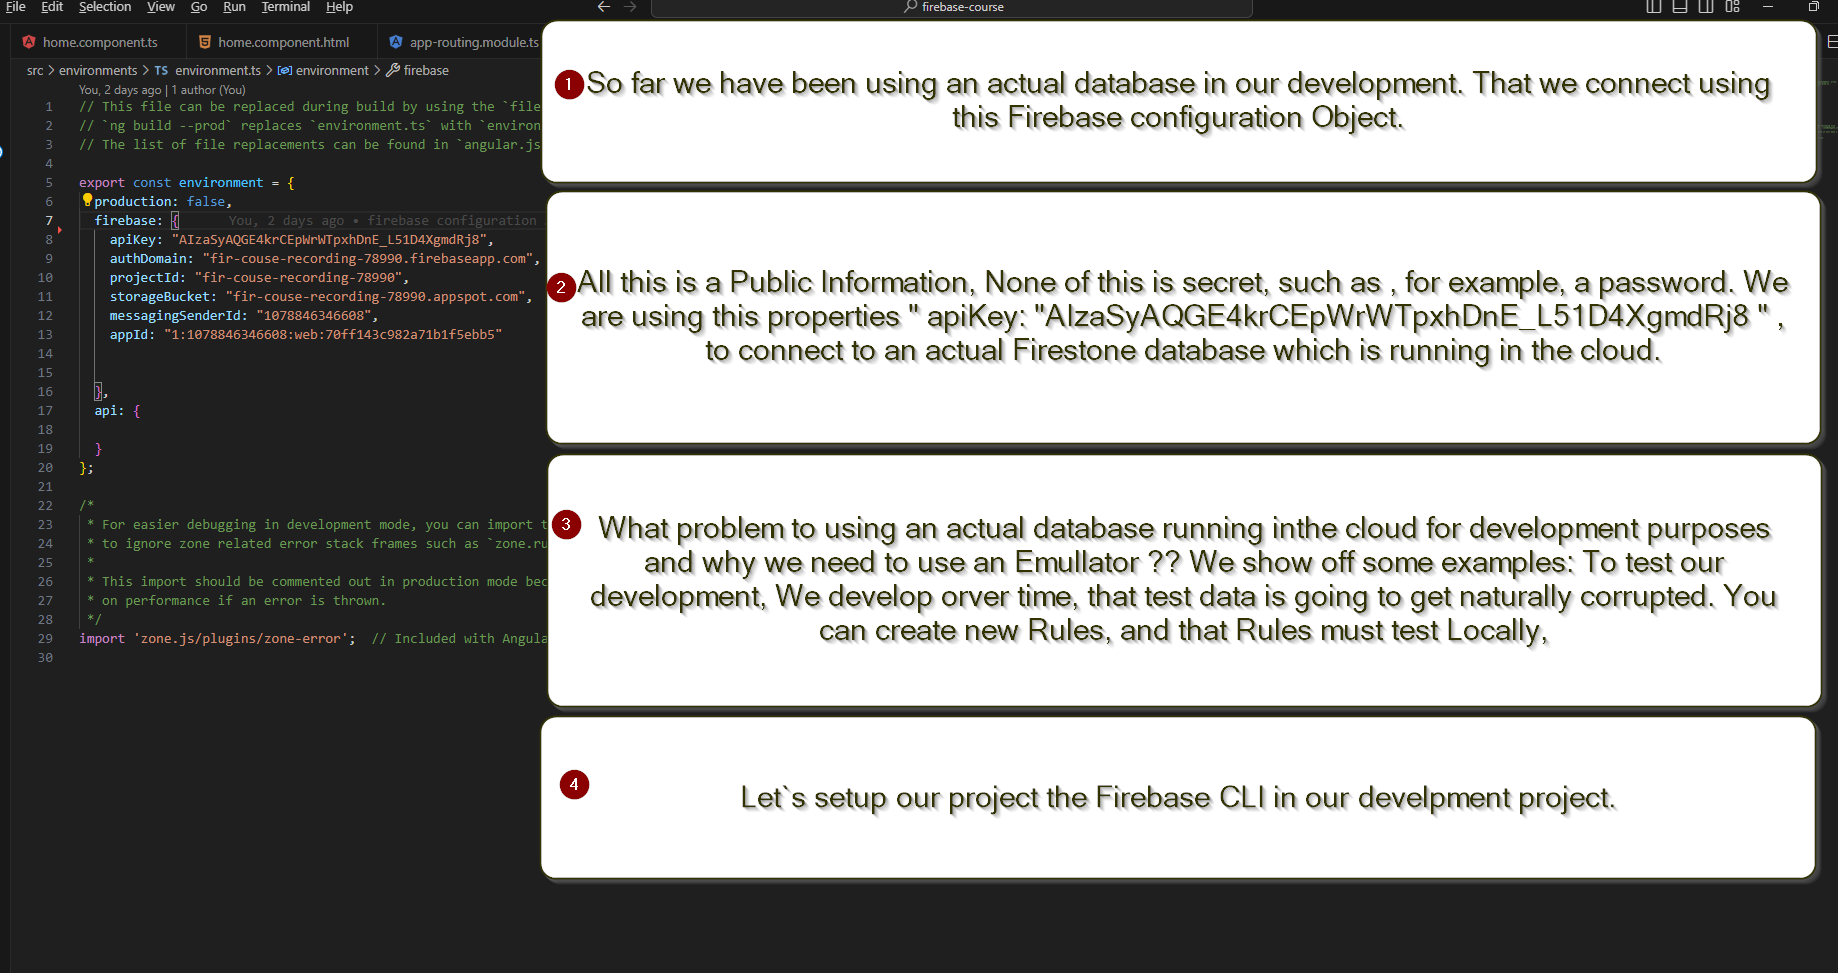 File Edit Selection View Go Run Terminal Help
firebase-course
home.component.ts
home.component.html
app-routing.module.ts
src > environments > TS environment.ts > environment > firebase
You, 2 days ago | 1 author (You)
1 // This file can be replaced during build by using the `file
2 // `ng build --prod` replaces `environment.ts` with `environ
3 // The list of file replacements can be found in `angular.js
4
5 export const environment = {
6 production: false,
7 firebase: { You, 2 days ago • firebase configuration
8 apiKey: "AIzaSyAQGE4krCEpWrWTpxhDnE_L51D4XgmdRj8",
9 authDomain: "fir-couse-recording-78990.firebaseapp.com",
10 projectId: "fir-couse-recording-78990",
11 storageBucket: "fir-couse-recording-78990.appspot.com",
12 messagingSenderId: "1078846346608",
13 appId: "1:1078846346608:web:70ff143c982a71b1f5ebb5"
14
15
16 },
17 api: {
18
19 }
20 };
21
22 /*
23 * For easier debugging in development mode, you can import t
24 * to ignore zone related error stack frames such as `zone.ru
25 *
26 * This import should be commented out in production mode bec
27 * on performance if an error is thrown.
28 */
29 import 'zone.js/plugins/zone-error'; // Included with Angula
30
1 So far we have been using an actual database in our development. That we connect using
this Firebase configuration Object.
2 All this is a Public Information, None of this is secret, such as , for example, a password. We
are using this properties " apiKey: "AIzaSyAQGE4krCEpWrWTpxhDnE_L51D4XgmdRj8 " ,
to connect to an actual Firestone database which is running in the cloud.
3 What problem to using an actual database running inthe cloud for development purposes
and why we need to use an Emullator ?? We show off some examples: To test our
development, We develop orver time, that test data is going to get naturally corrupted. You
can create new Rules, and that Rules must test Locally,
4 Let`s setup our project the Firebase CLI in our develpment project.